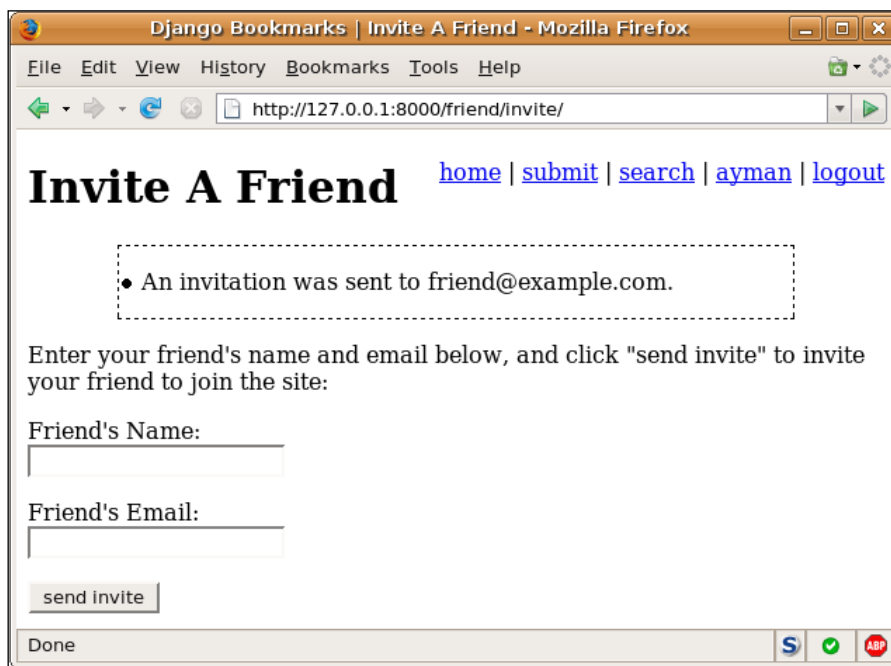 Django Bookmarks | Invite A Friend - Mozilla Firefox
File Edit View History Bookmarks Tools Help
http://127.0.0.1:8000/friend/invite/
Invite A Friend
home | submit | search | ayman | logout
• An invitation was sent to friend@example.com.
Enter your friend's name and email below, and click "send invite" to invite
your friend to join the site:
Friend's Name:
Friend's Email:
send invite
Done
S
ABP